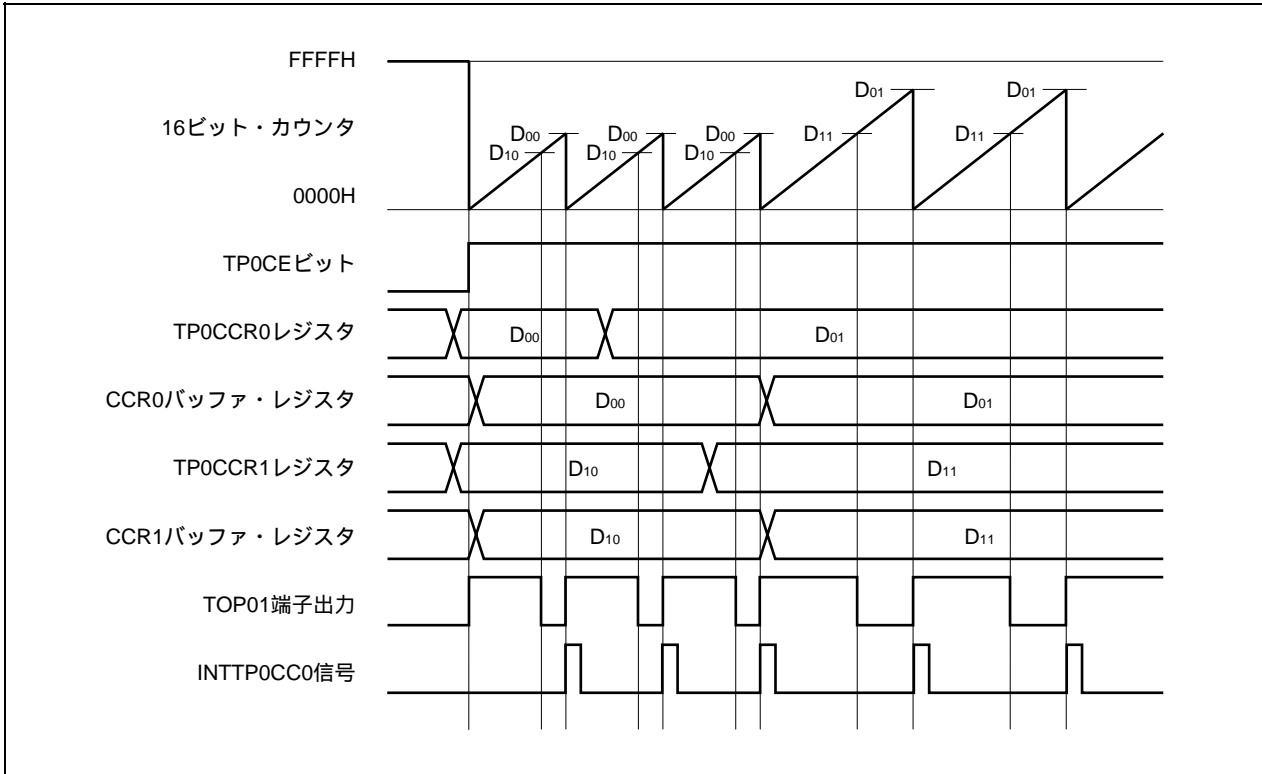 FFFFH
16ビット・カウンタ
0000H
D00 D00 D00 D01 D01
D10 D10 D10 D11 D11
TP0CEビット
TP0CCR0レジスタ D00 D01
CCR0バッファ・レジスタ D00 D01
TP0CCR1レジスタ D10 D11
CCR1バッファ・レジスタ D10 D11
TOP01端子出力
INTTP0CC0信号